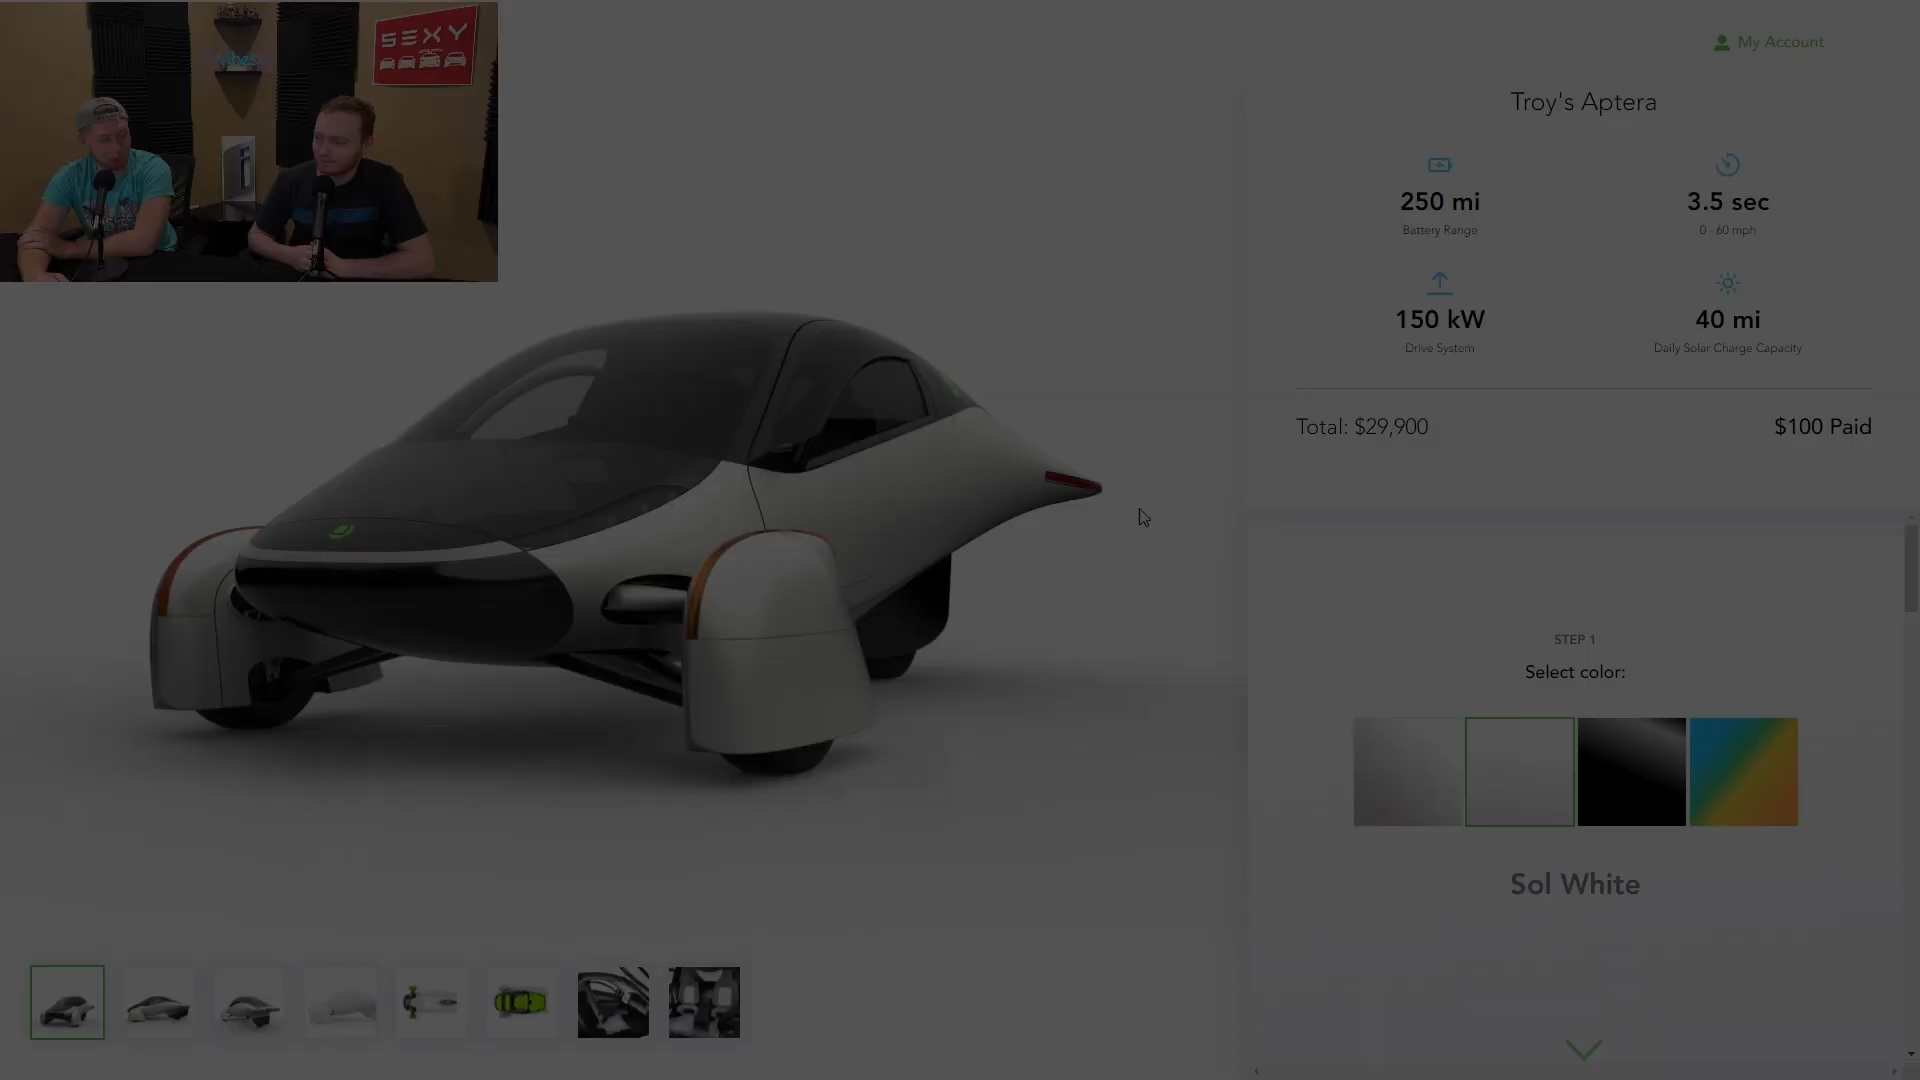 vibes
SEXY
My Account
Troy's Aptera
250 mi
Battery Range
3.5 sec
0 - 60 mph
150 kW
Drive System
40 mi
Daily Solar Charge Capacity
Total: $29,900
$100 Paid
STEP 1
Select color:
Sol White